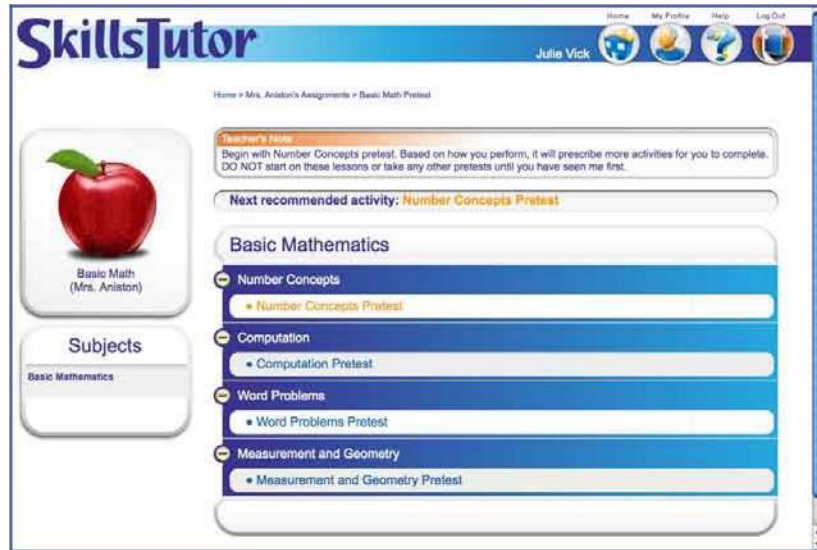 SkillsTutor
Home
My Profile
Help
Log Out
Julie Vick
Home > Mrs. Aniston's Assignments > Basic Math Pretest
Basic Math
(Mrs. Aniston)
Subjects
Basic Mathematics
Teacher's Note
Begin with Number Concepts pretest. Based on how you perform, it will prescribe more activities for you to complete.
DO NOT start on these lessons or take any other pretests until you have seen me first.
Next recommended activity: Number Concepts Pretest
Basic Mathematics
Number Concepts
• Number Concepts Pretest
Computation
• Computation Pretest
Word Problems
• Word Problems Pretest
Measurement and Geometry
• Measurement and Geometry Pretest